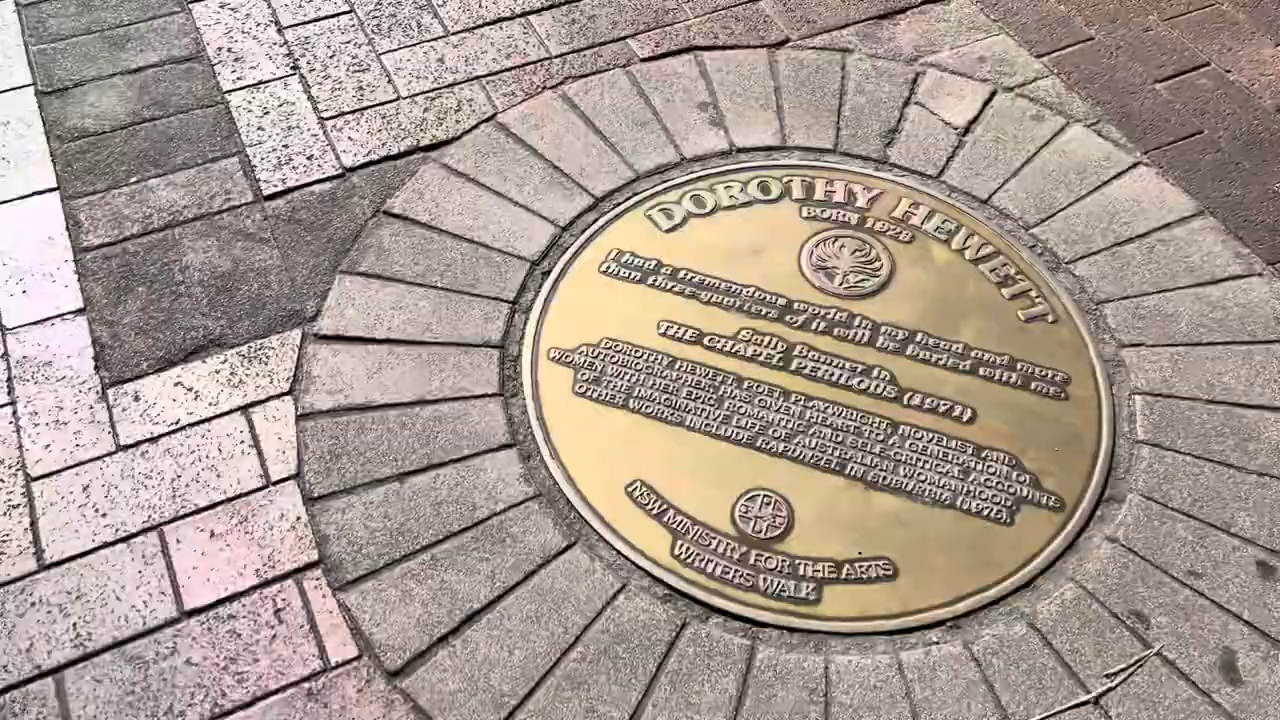 DOROTHY HEWETT
BORN 1923
I had a tremendous world in my head and more
than three-quarters of it will be buried with me.
Sally Banner in
THE CHAPEL PERILOUS (1971)
DOROTHY HEWETT, POET, PLAYWRIGHT, NOVELIST AND
AUTOBIOGRAPHER, HAS GIVEN HEART TO A GENERATION OF
WOMEN WITH HER EPIC, ROMANTIC AND SELF-CRITICAL ACCOUNTS
OF THE IMAGINATIVE LIFE OF AUSTRALIAN WOMANHOOD.
OTHER WORKS INCLUDE RAPUNZEL IN SUBURBIA (1975)
NSW MINISTRY FOR THE ARTS
WRITERS WALK